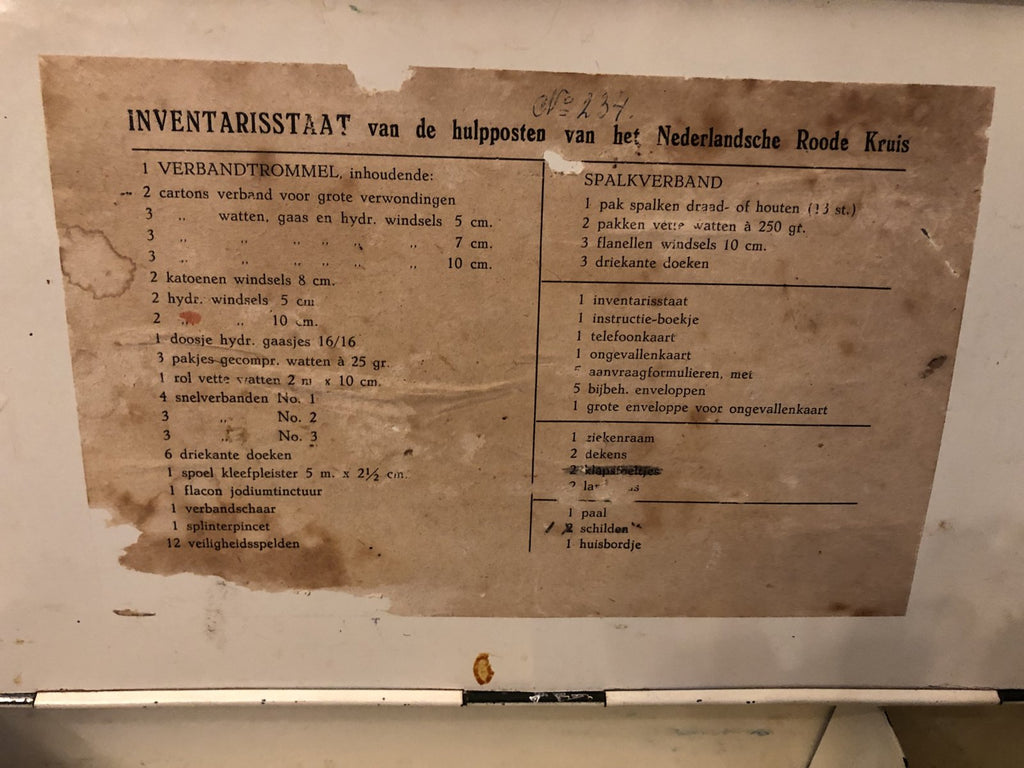 No 234.
INVENTARISSTAAT van de hulpposten van het Nederlandsche Roode Kruis
1 VERBANDTROMMEL, inhoudende:
2 cartons verband voor grote verwondingen
3 „ watten, gaas en hydr. windsels 5 cm.
3 „ „ „ „ „ 7 cm.
3 „ „ „ „ „ 10 cm.
2 katoenen windsels 8 cm.
2 hydr. windsels 5 cm
2 „ „ 10 cm.
1 doosje hydr. gaasjes 16/16
3 pakjes gecompr. watten à 25 gr.
1 rol vette watten 2 m x 10 cm.
4 snelverbanden No. 1
3 „ No. 2
3 „ No. 3
6 driekante doeken
1 spoel kleefpleister 5 m. x 2½ cm.
1 flacon jodiumtinctuur
1 verbandschaar
1 splinterpincet
12 veiligheidsspelden
SPALKVERBAND
1 pak spalken draad- of houten (13 st.)
2 pakken vette watten à 250 gr.
3 flanellen windsels 10 cm.
3 driekante doeken
1 inventarisstaat
1 instructie-boekje
1 telefoonkaart
1 ongevallenkaart
5 aanvraagformulieren, met
5 bijbeh. enveloppen
1 grote enveloppe voor ongevallenkaart
1 ziekenraam
2 dekens
2 klapstoeltjes
2
1 paal
1 2 schilden
1 huisbordje